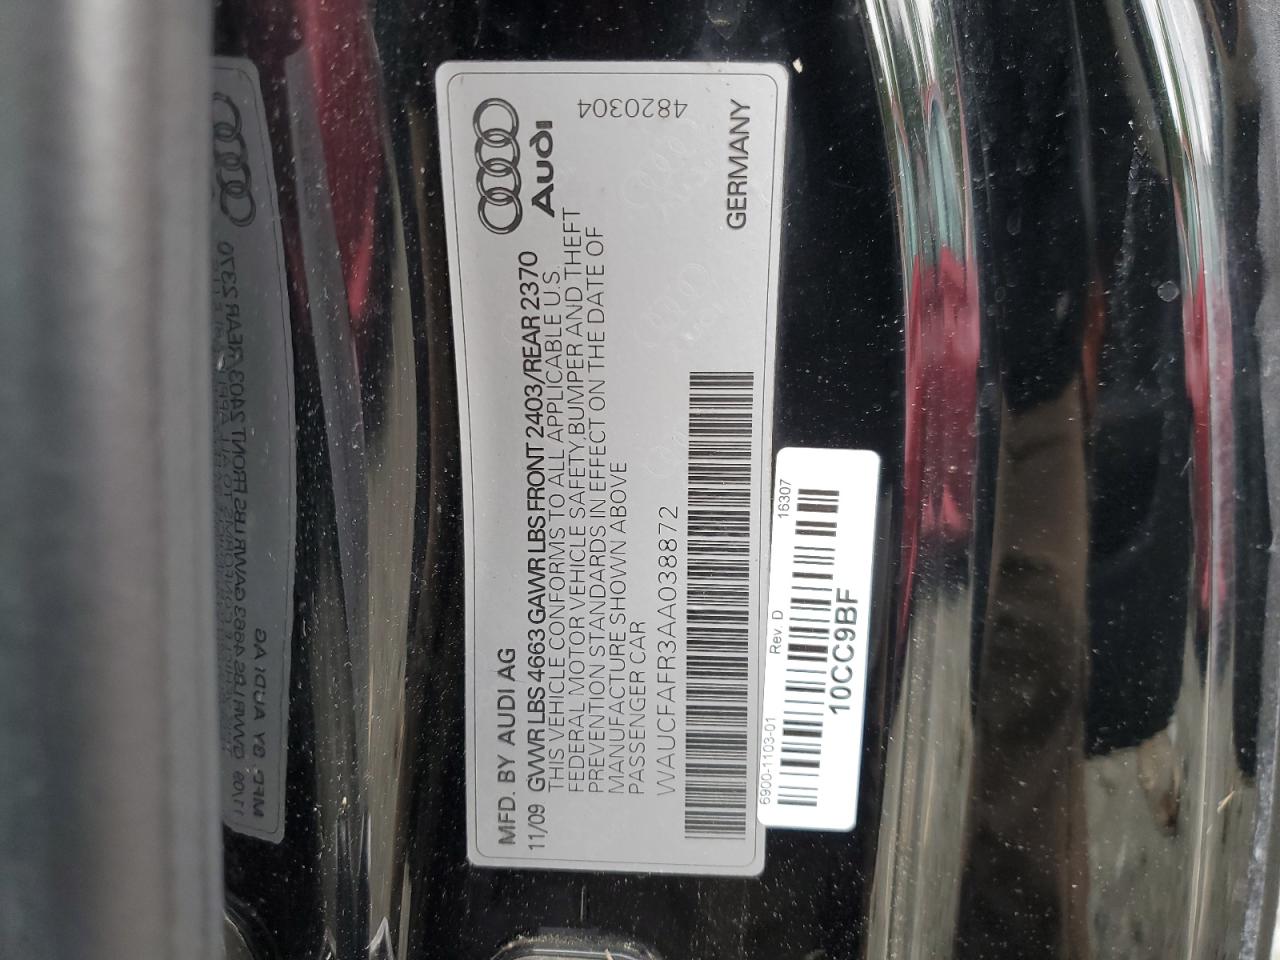 MFD. BY AUDI AG
11/09 GVWR LBS 4663 GAWR LBS FRONT 2403/REAR 2370
THIS VEHICLE CONFORMS TO ALL APPLICABLE U.S.
FEDERAL MOTOR VEHICLE SAFETY, BUMPER AND THEFT
PREVENTION STANDARDS IN EFFECT ON THE DATE OF
MANUFACTURE SHOWN ABOVE
PASSENGER CAR
WAUCFAFR3AA038872
Audi
4820304
GERMANY
6900-1103-01 Rev. D 16307
10CC9BF